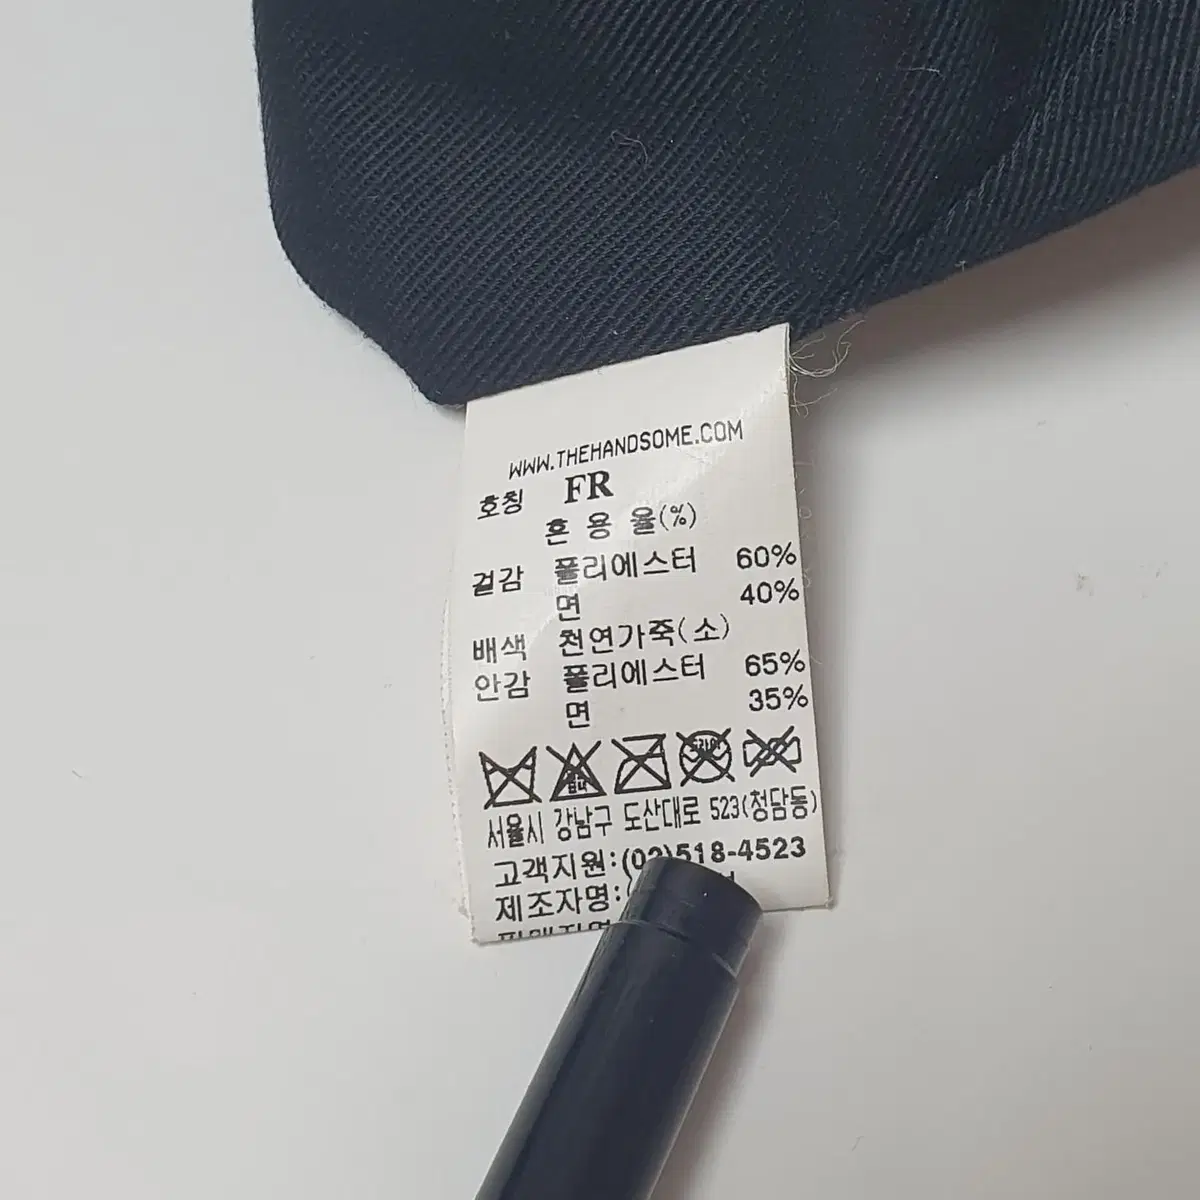 WWW.THEHANDSOME.COM
호칭 FR
혼 용 율(%)
겉감 폴리에스터 60%
면 40%
배색 천연가죽(소)
안감 폴리에스터 65%
면 35%
서울시 강남구 도산대로 523(청담동)
고객지원:(02)518-4523
제조자명: